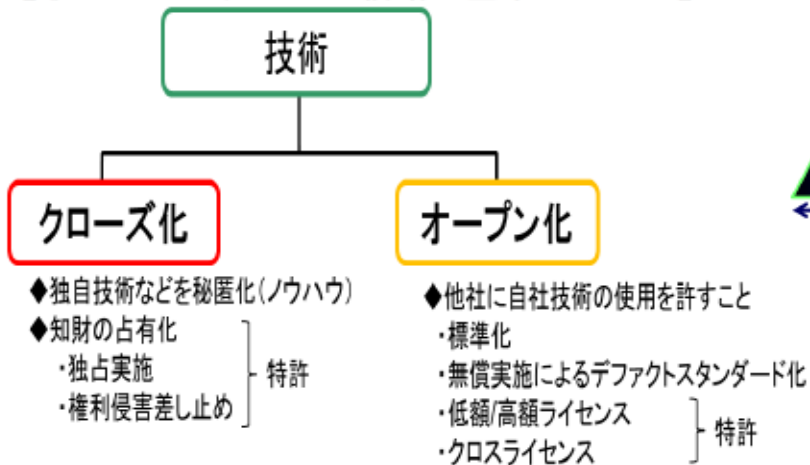 技術
クローズ化
◆独自技術などを秘匿化(ノウハウ)
◆知財の占有化
・独占実施
・権利侵害差し止め
特許
オープン化
◆他社に自社技術の使用を許すこと
・標準化
・無償実施によるデファクトスタンダード化
・低額/高額ライセンス
・クロスライセンス
特許